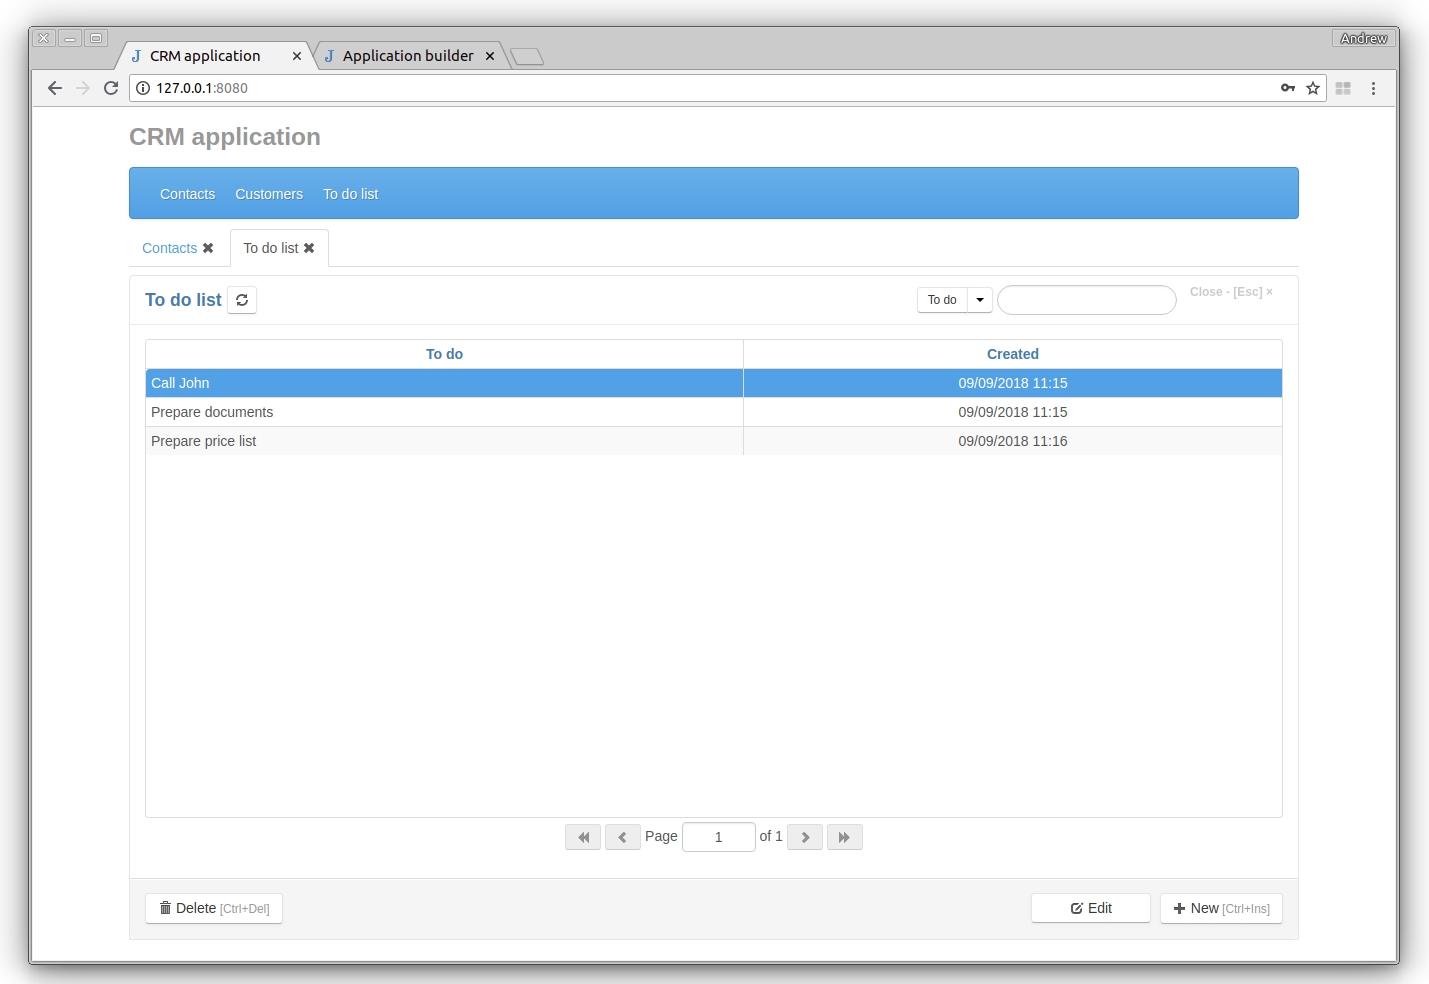 Andrew
CRM application Application builder
127.0.0.1:8080
CRM application
Contacts Customers To do list
Contacts To do list
To do list To do Close - [Esc] ×
To do Created
Call John 09/09/2018 11:15
Prepare documents 09/09/2018 11:15
Prepare price list 09/09/2018 11:16
Page 1 of 1
Delete [Ctrl+Del] Edit New [Ctrl+Ins]